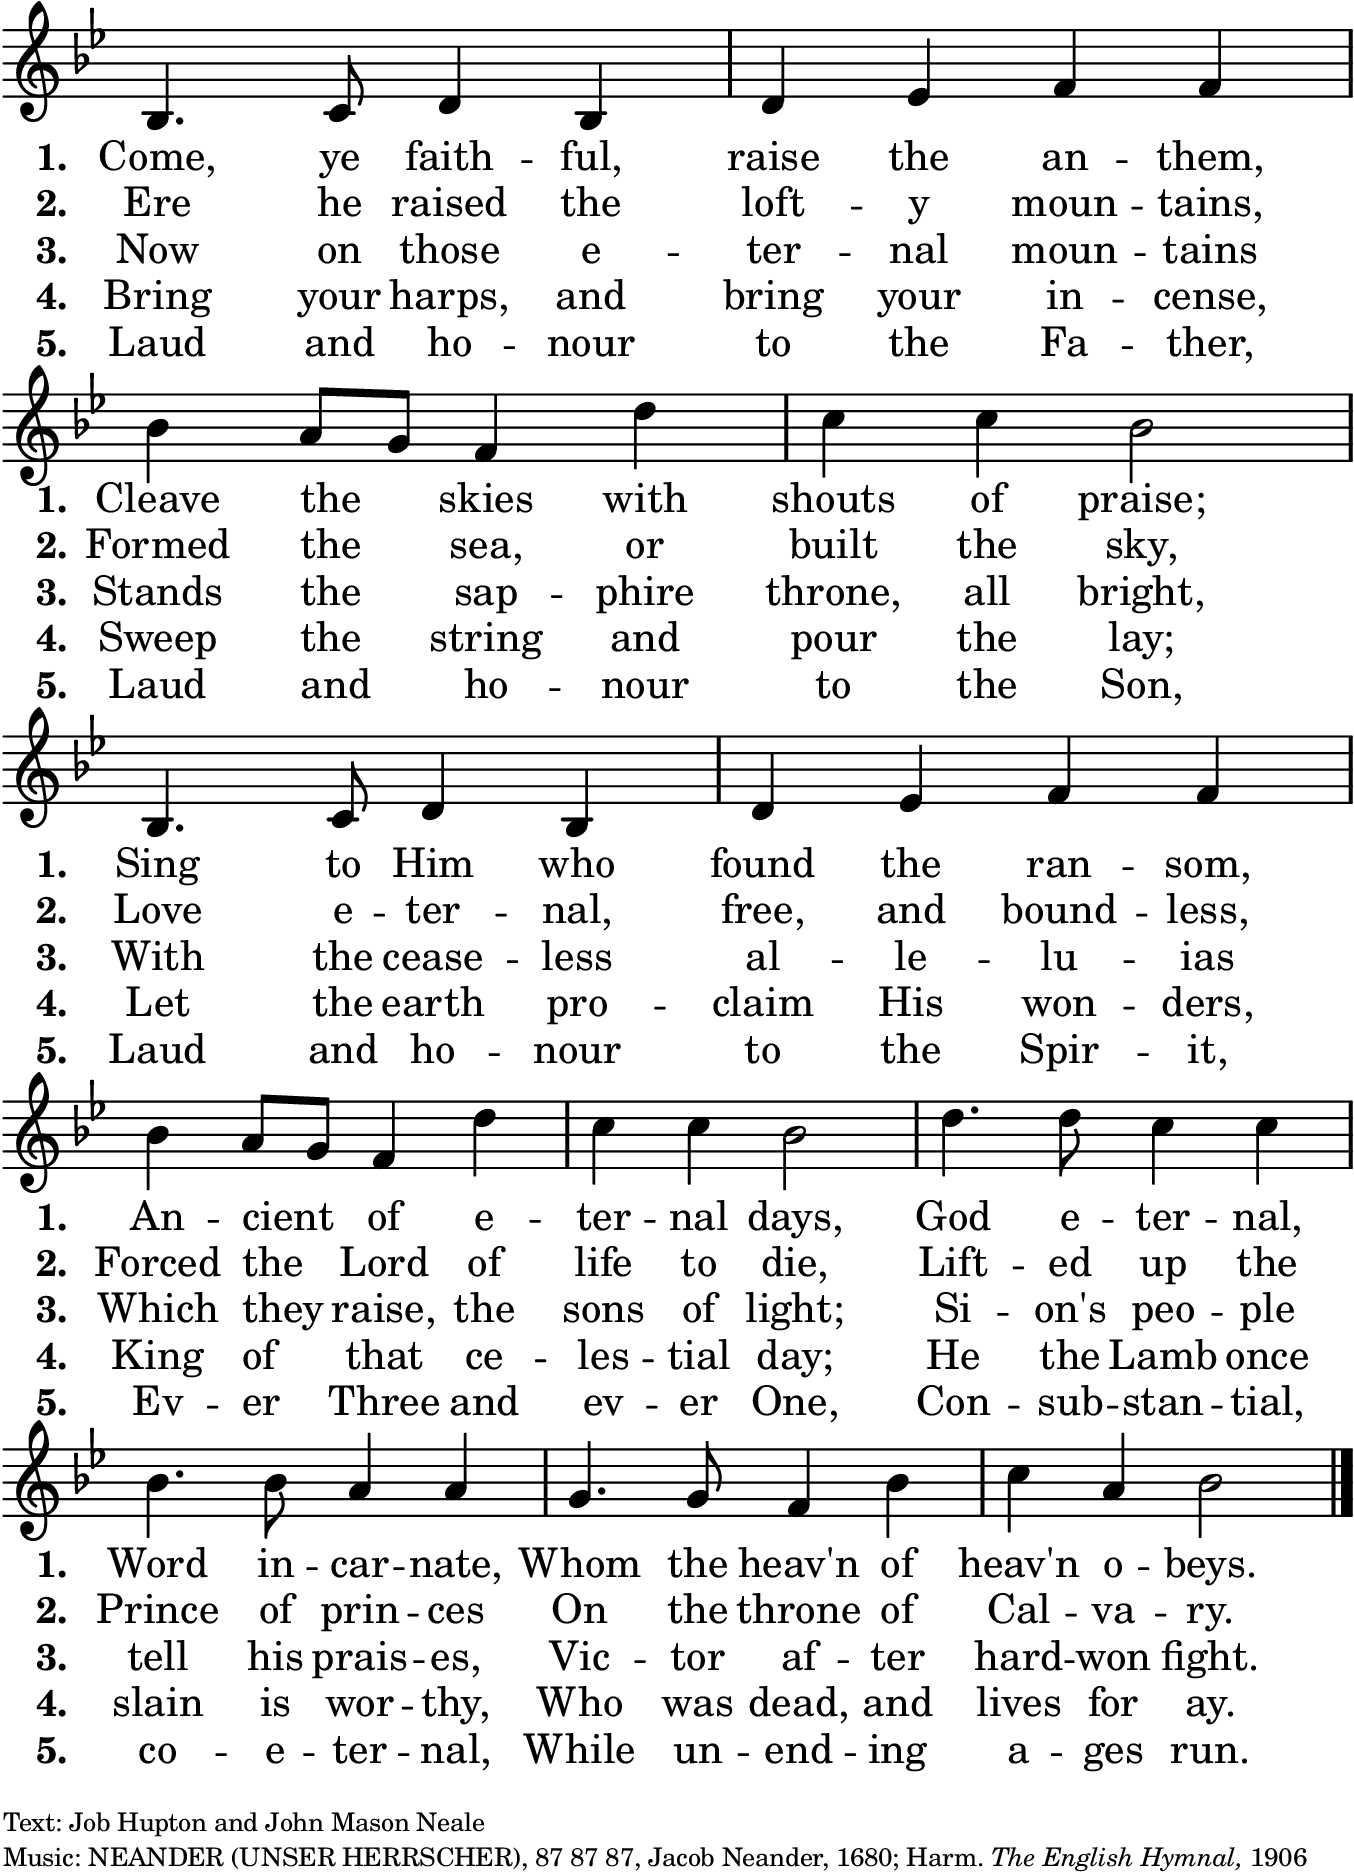 1. Come, ye faith - ful, raise the an - them,
2. Ere he raised the loft - y moun - tains,
3. Now on those e - ter - nal moun - tains
4. Bring your harps, and bring your in - cense,
5. Laud and ho - nour to the Fa - ther,
1. Cleave the skies with shouts of praise;
2. Formed the sea, or built the sky,
3. Stands the sap - phire throne, all bright,
4. Sweep the string and pour the lay;
5. Laud and ho - nour to the Son,
1. Sing to Him who found the ran - som,
2. Love e - ter - nal, free, and bound - less,
3. With the cease - less al - le - lu - ias
4. Let the earth pro - claim His won - ders,
5. Laud and ho - nour to the Spir - it,
1. An - cient of e - ter - nal days, God e - ter - nal,
2. Forced the Lord of life to die, Lift - ed up the
3. Which they raise, the sons of light; Si - on's peo - ple
4. King of that ce - les - tial day; He the Lamb once
5. Ev - er Three and ev - er One, Con - sub - stan - tial,
1. Word in - car - nate, Whom the heav'n of heav'n o - beys.
2. Prince of prin - ces On the throne of Cal - va - ry.
3. tell his prais - es, Vic - tor af - ter hard - won fight.
4. slain is wor - thy, Who was dead, and lives for ay.
5. co - e - ter - nal, While un - end - ing a - ges run.
Text: Job Hupton and John Mason Neale
Music: NEANDER (UNSER HERRSCHER), 87 87 87, Jacob Neander, 1680; Harm. The English Hymnal, 1906